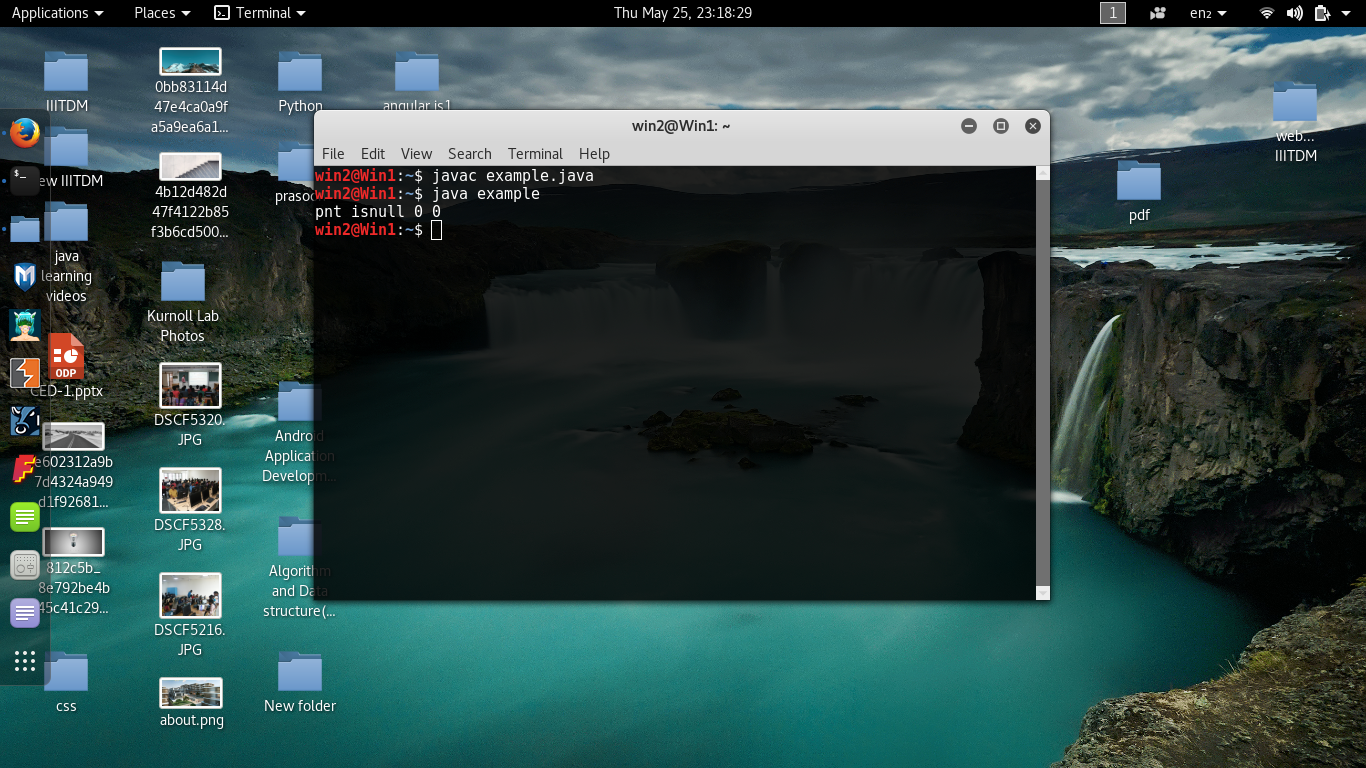 Applications Places Terminal Thu May 25, 23:18:29 1 en₂
IIITDM
0bb83114d
47e4ca0a9f
a5a9ea6a1...
Python
angular js1
web...
IIITDM
ew IIITDM
4b12d482d
47f4122b85
f3b6cd500...
pdf
java
learning
videos
Kurnoll Lab
Photos
ODP
CED-1.pptx
DSCF5320.
JPG
Android
Application
Developm...
e602312a9b
7d4324a949
d1f92681...
DSCF5328.
JPG
812c5b_
8e792be4b
45c41c29...
Algorithm
and Data
structure(...
DSCF5216.
JPG
css
about.png
New folder
win2@Win1: ~
File Edit View Search Terminal Help
win2@Win1:~$ javac example.java
win2@Win1:~$ java example
pnt isnull 0 0
win2@Win1:~$